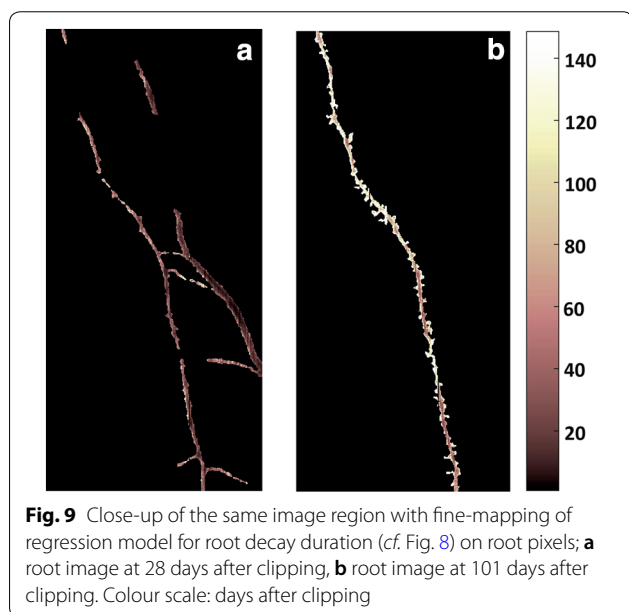 a
b
140
120
100
80
60
40
20
Fig. 9 Close-up of the same image region with fine-mapping of
regression model for root decay duration (cf. Fig. 8) on root pixels; a
root image at 28 days after clipping, b root image at 101 days after
clipping. Colour scale: days after clipping